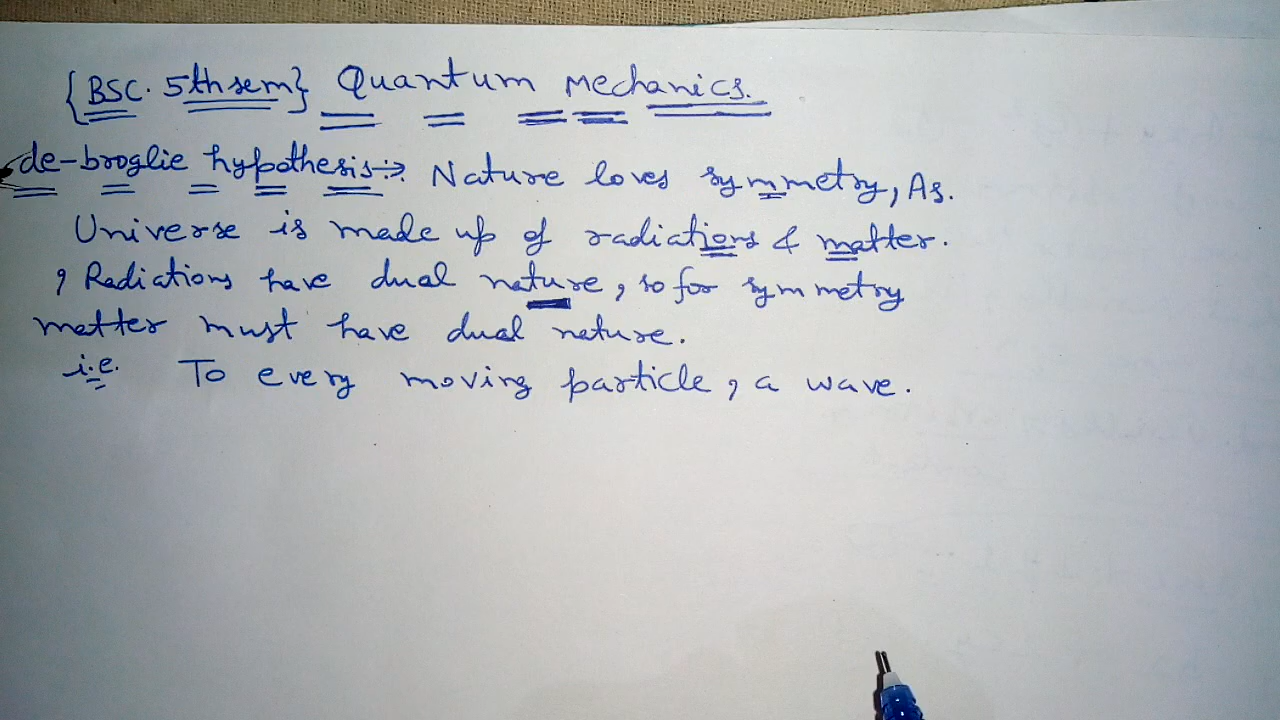 {BSC. 5th sem} Quantum Mechanics.
de-broglie hypothesis:→. Nature loves symmetry, As.
Universe is made up of radiations & matter.
, Radiations have dual nature, so for symmetry
matter must have dual nature.
i.e. To every moving particle, a wave.